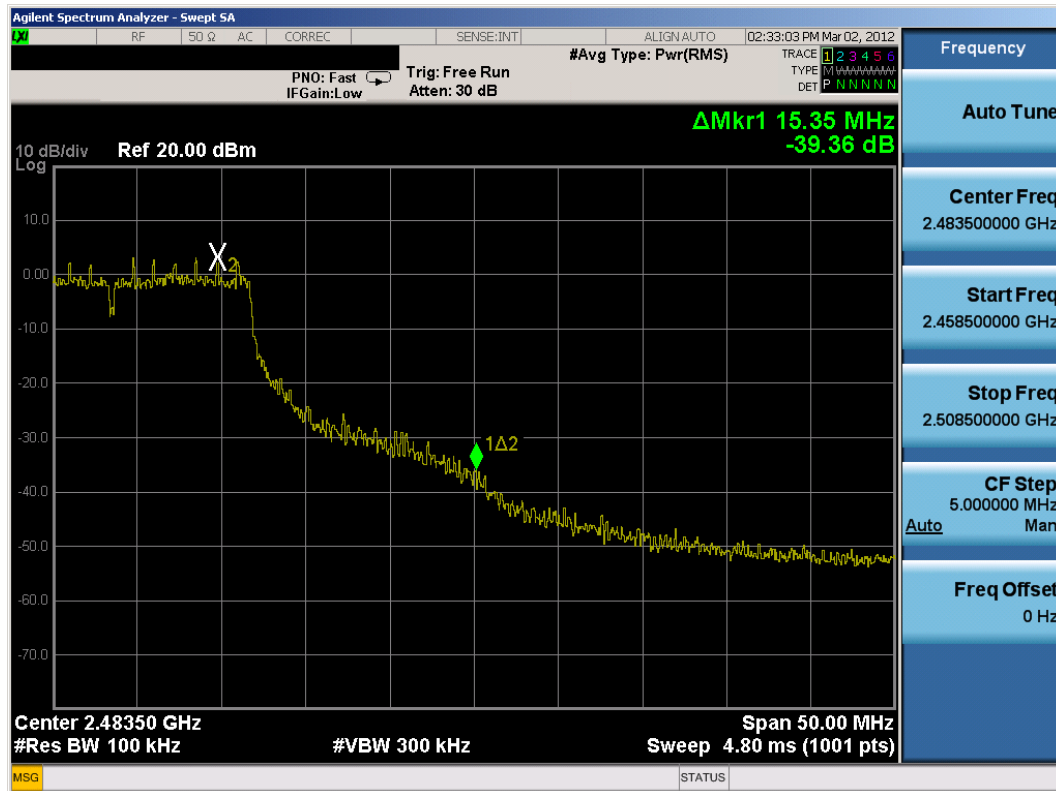 Agilent Spectrum Analyzer - Swept SA
LXI RF 50 Ω AC CORREC SENSE:INT ALIGN AUTO 02:33:03 PM Mar 02, 2012
#Avg Type: Pwr(RMS) TRACE 1 2 3 4 5 6
PNO: Fast Trig: Free Run TYPE M WWWWW
IFGain:Low Atten: 30 dB DET P N N N N N
ΔMkr1 15.35 MHz
-39.36 dB
10 dB/div Ref 20.00 dBm
Log
10.0
0.00
-10.0
-20.0
-30.0
-40.0
-50.0
-60.0
-70.0
X2
1Δ2
Center 2.48350 GHz Span 50.00 MHz
#Res BW 100 kHz #VBW 300 kHz Sweep 4.80 ms (1001 pts)
MSG STATUS
Frequency
Auto Tune
Center Freq
2.483500000 GHz
Start Freq
2.458500000 GHz
Stop Freq
2.508500000 GHz
CF Step
5.000000 MHz
Auto Man
Freq Offset
0 Hz